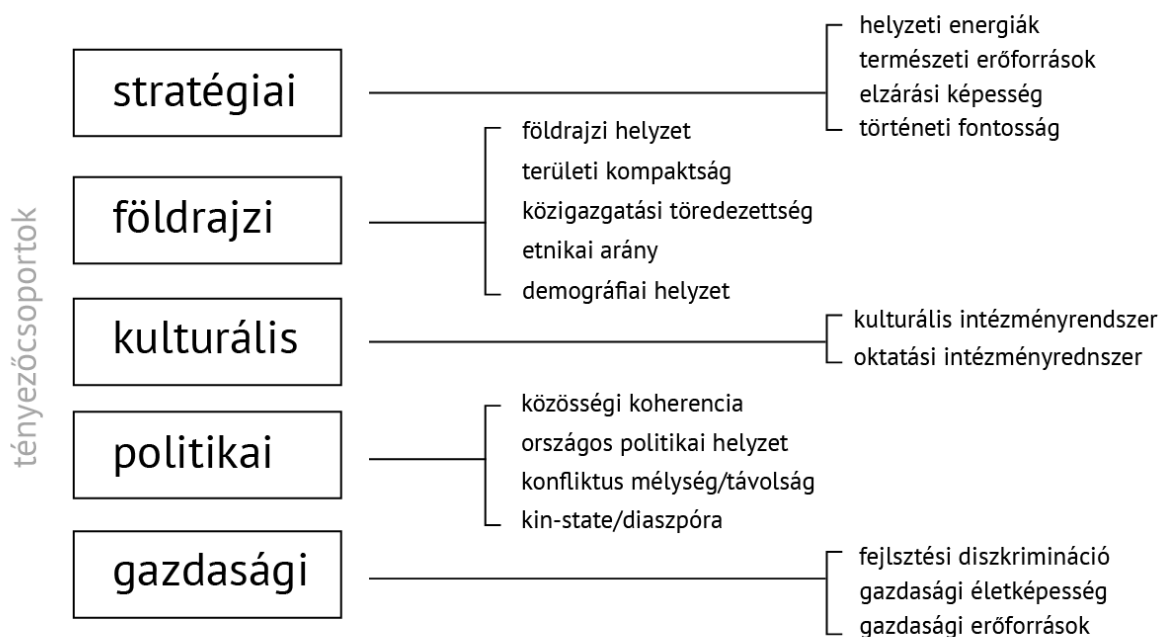 tényezőcsoportok
stratégiai
helyzeti energiák
természeti erőforrások
elzárási képesség
történeti fontosság
földrajzi
földrajzi helyzet
területi kompaktság
közigazgatási töredezettség
etnikai arány
demográfiai helyzet
kulturális
kulturális intézményrendszer
oktatási intézményrednszer
politikai
közösségi koherencia
országos politikai helyzet
konfliktus mélység/távolság
kin-state/diaszpóra
gazdasági
fejlsztési diszkrimináció
gazdasági életképesség
gazdasági erőforrások